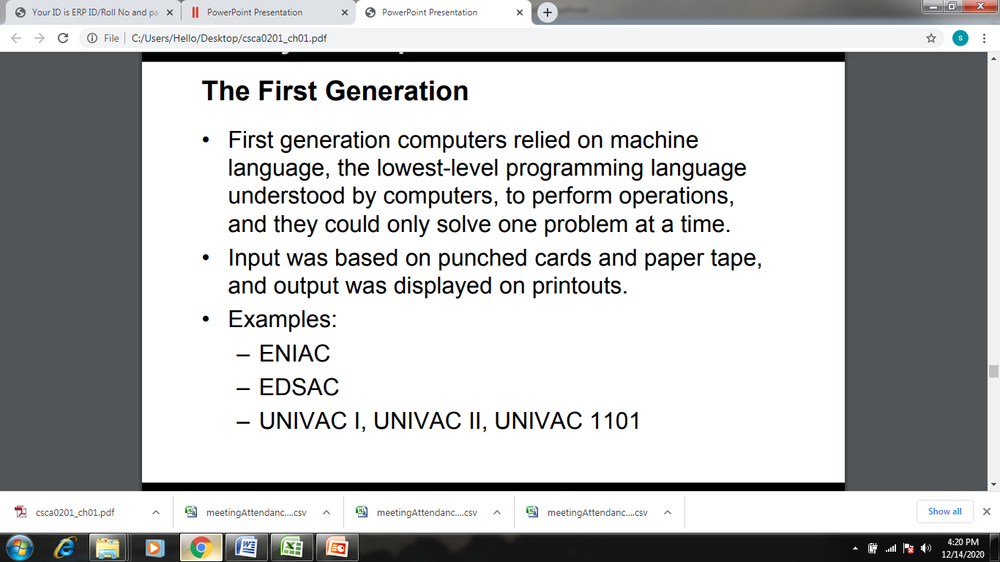 Your ID is ERP ID/Roll No and pa
PowerPoint Presentation
PowerPoint Presentation
File
C:/Users/Hello/Desktop/csca0201_ch01.pdf
s
The First Generation
• First generation computers relied on machine
language, the lowest-level programming language
understood by computers, to perform operations,
and they could only solve one problem at a time.
• Input was based on punched cards and paper tape,
and output was displayed on printouts.
• Examples:
– ENIAC
– EDSAC
– UNIVAC I, UNIVAC II, UNIVAC 1101
csca0201_ch01.pdf
meetingAttendanc....csv
meetingAttendanc....csv
meetingAttendanc....csv
Show all
4:20 PM
12/14/2020